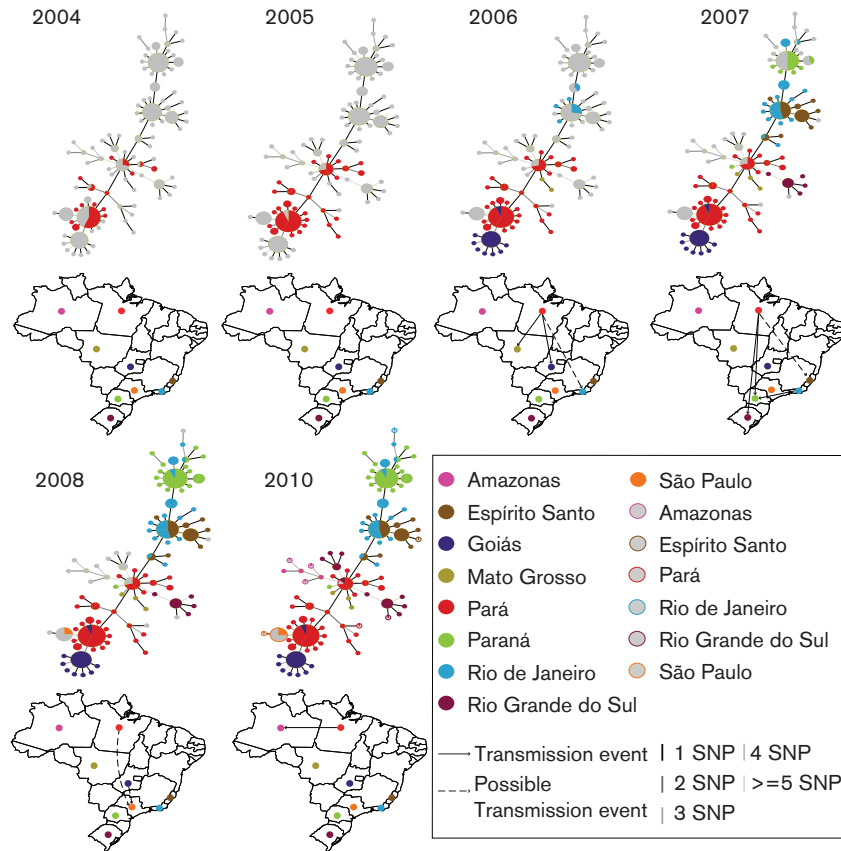 2004
2005
2006
2007
2008
2010
Amazonas
Espírito Santo
Goiás
Mato Grosso
Pará
Paraná
Rio de Janeiro
Rio Grande do Sul
São Paulo
Amazonas
Espírito Santo
Pará
Rio de Janeiro
Rio Grande do Sul
São Paulo
Transmission event
Possible
Transmission event
1 SNP
4 SNP
2 SNP
>=5 SNP
3 SNP